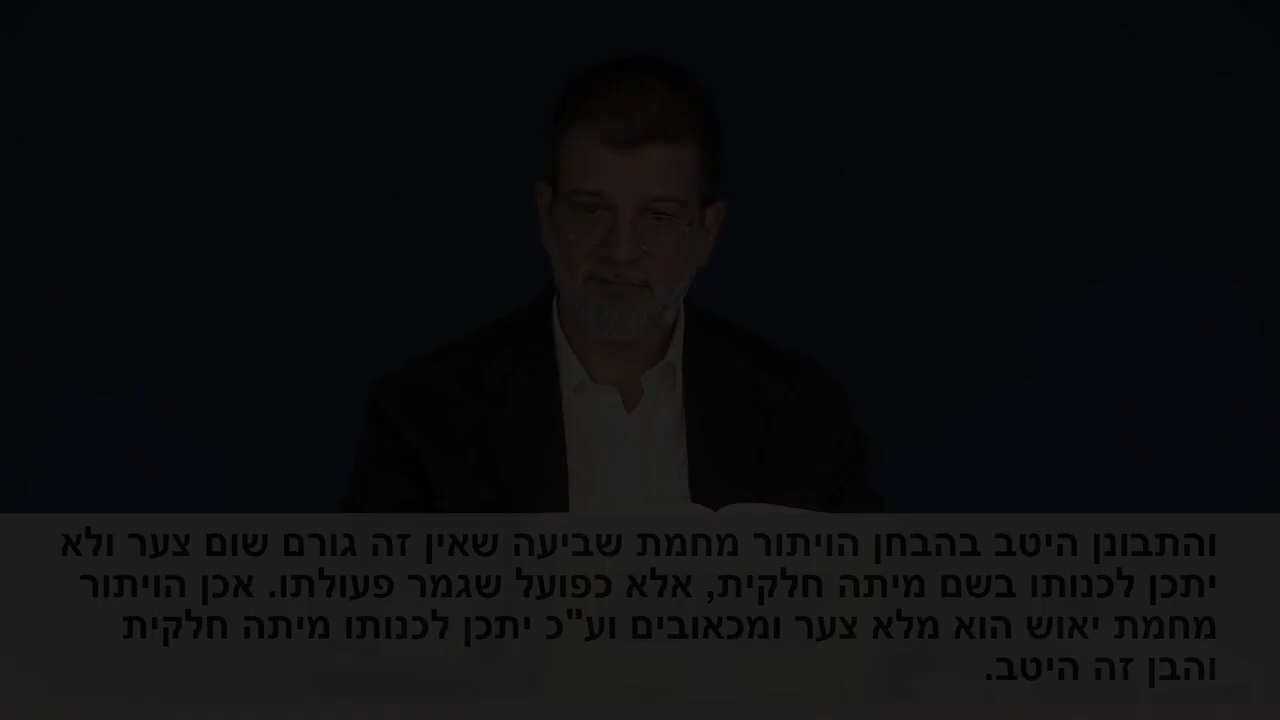 והתבונן היטב בהבחן הויתור מחמת שביעה שאין זה גורם שום צער ולא
יתכן לכנותו בשם מיתה חלקית, אלא כפועל שגמר פעולתו. אכן הויתור
מחמת יאוש הוא מלא צער ומכאובים וע"כ יתכן לכנותו מיתה חלקית
והבן זה היטב.